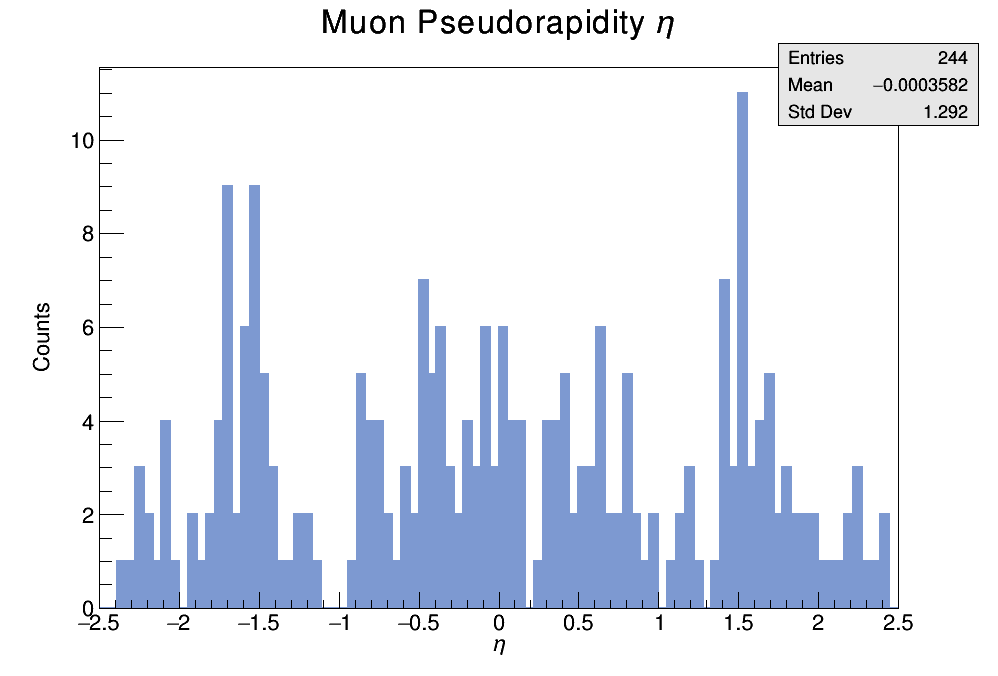 Muon Pseudorapidity η
Entries 244
Mean −0.0003582
Std Dev 1.292
10
8
6
4
2
0
Counts
−2.5 −2 −1.5 −1 −0.5 0 0.5 1 1.5 2 2.5
η